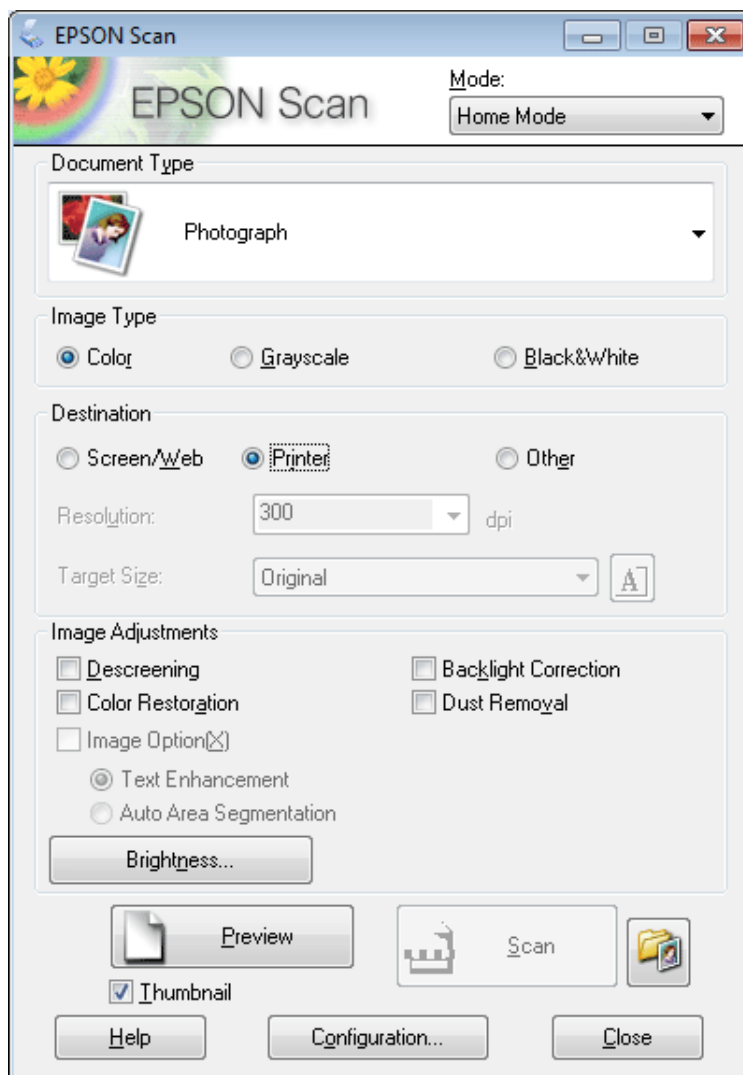 EPSON Scan
EPSON Scan
Mode:
Home Mode
Document Type
Photograph
Image Type
Color Grayscale Black&White
Destination
Screen/Web Printer Other
Resolution: 300 dpi
Target Size: Original A
Image Adjustments
Descreening Backlight Correction
Color Restoration Dust Removal
Image Option(X)
Text Enhancement
Auto Area Segmentation
Brightness...
Preview Scan
Thumbnail
Help Configuration... Close